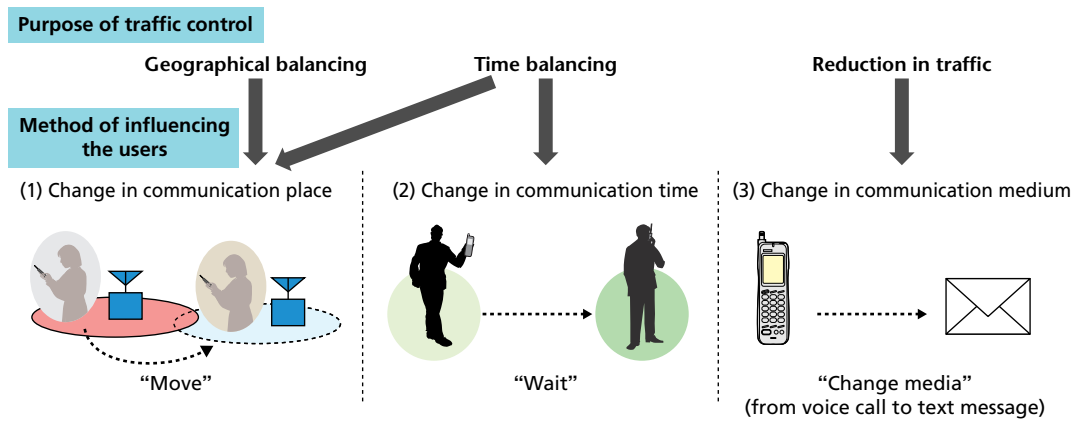 Purpose of traffic control
Geographical balancing
Time balancing
Reduction in traffic
Method of influencing
the users
(1) Change in communication place
(2) Change in communication time
(3) Change in communication medium
“Move”
“Wait”
“Change media”
(from voice call to text message)